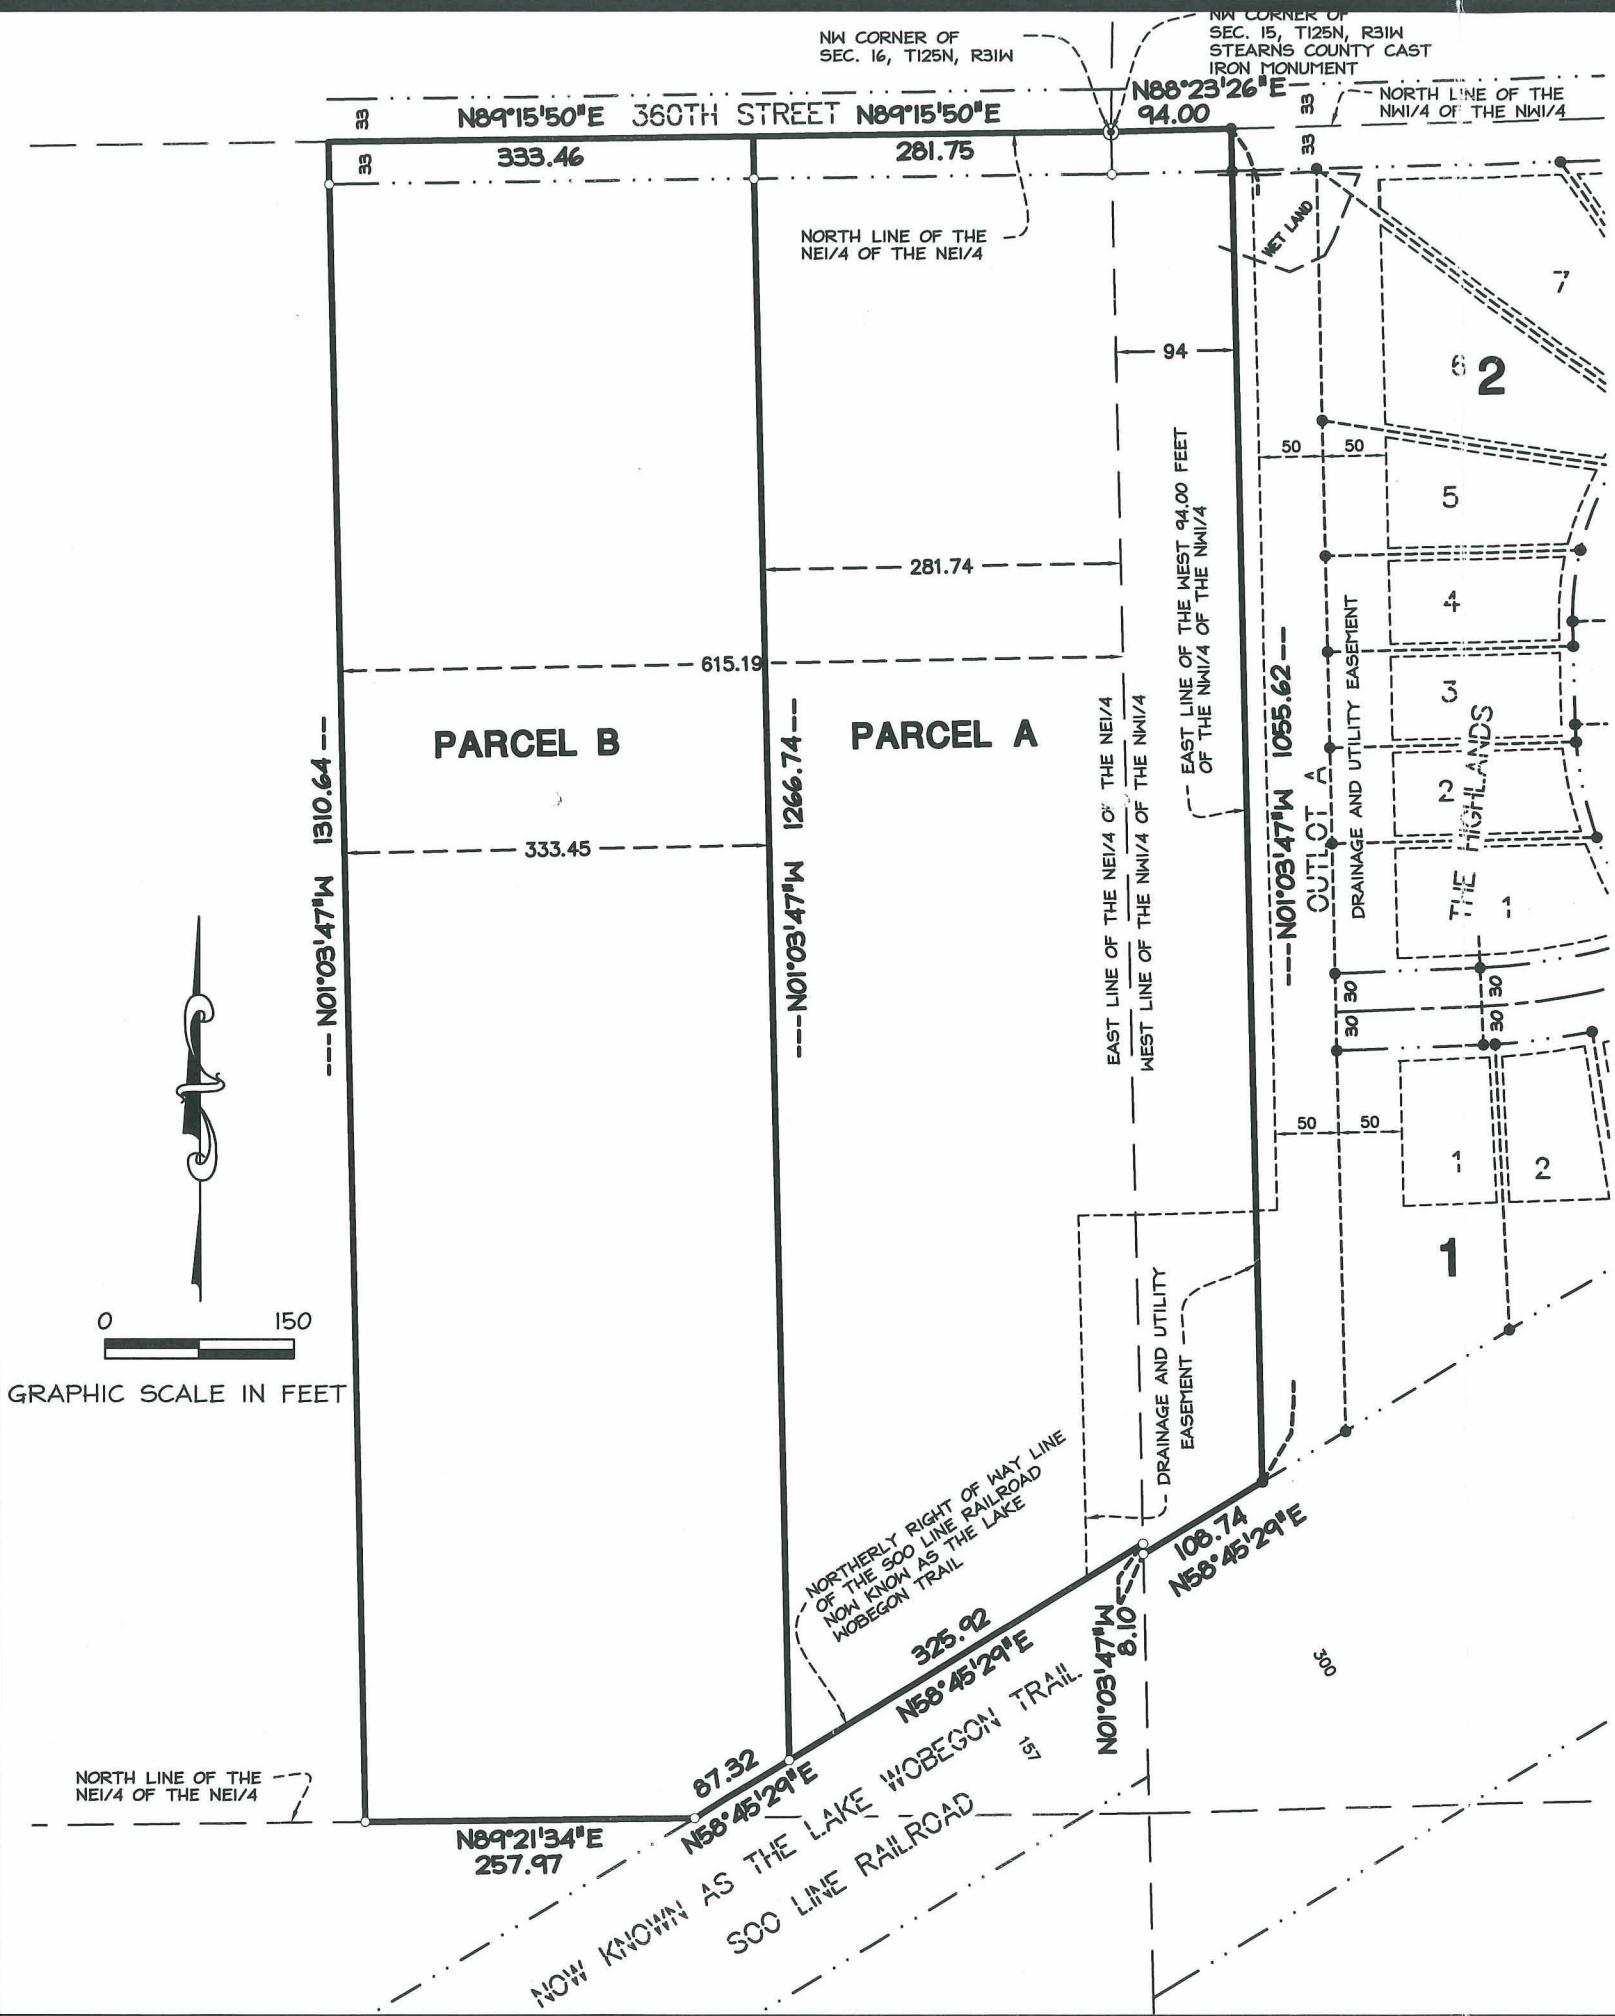 NW CORNER OF
SEC. 16, T125N, R31W
NW CORNER OF
SEC. 15, T125N, R31W
STEARNS COUNTY CAST
IRON MONUMENT
N88°23'26"E
94.00
NORTH LINE OF THE
NW1/4 OF THE NW1/4
33
33
33
33
N89°15'50"E 360TH STREET N89°15'50"E
333.46
281.75
NORTH LINE OF THE
NE1/4 OF THE NE1/4
WET LAND
7
6
2
94
50
50
5
EAST LINE OF THE WEST 94.00 FEET
OF THE NW1/4 OF THE NW1/4
281.74
4
615.19
3
PARCEL B
PARCEL A
N01°03'47"W 1310.64
N01°03'47"W 1266.74
EAST LINE OF THE NE1/4 OF THE NE1/4
WEST LINE OF THE NW1/4 OF THE NW1/4
N01°03'47"W 1055.62
OUTLOT A
DRAINAGE AND UTILITY EASEMENT
2
THE HIGHLANDS
333.45
1
30
30
30
30
50
50
1
2
1
0 150
GRAPHIC SCALE IN FEET
DRAINAGE AND UTILITY
EASEMENT
NORTHERLY RIGHT OF WAY LINE
OF THE SOO LINE RAILROAD
NOW KNOW AS THE LAKE
WOBEGON TRAIL
108.74
N58°45'29"E
325.92
N58°45'29"E
N01°03'47"W
8.10
300
157
87.32
N58°45'29"E
NORTH LINE OF THE
NE1/4 OF THE NE1/4
N89°21'34"E
257.97
NOW KNOWN AS THE LAKE WOBEGON TRAIL
SOO LINE RAILROAD